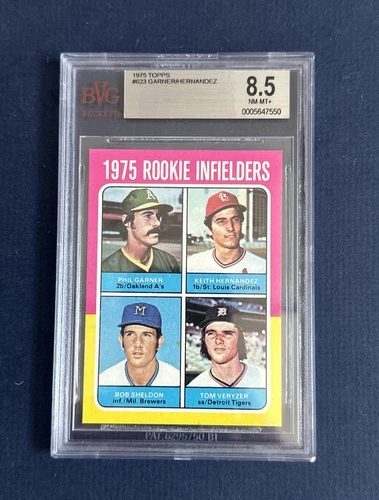 BVG
BECKETT
1975 TOPPS
#623 GARNER/HERNANDEZ
8.5
NM-MT+
0005647550
1975 ROOKIE INFIELDERS
A's
PHIL GARNER
2b/Oakland A's
KEITH HERNANDEZ
1b/St. Louis Cardinals
M
BOB SHELDON
inf./Mil. Brewers
TOM VERYZER
ss/Detroit Tigers